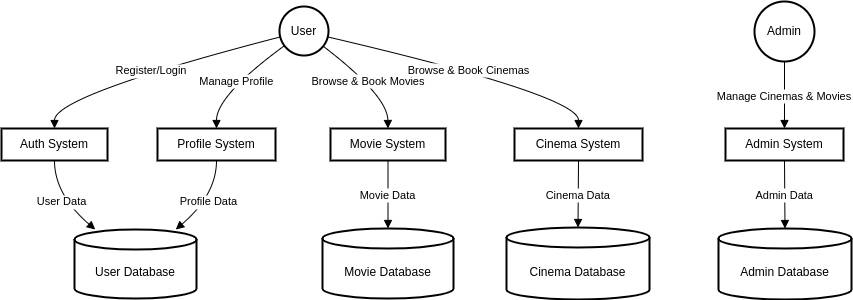 User
Admin
Register/Login
Manage Profile
Browse & Book Movies
Browse & Book Cinemas
Manage Cinemas & Movies
Auth System
Profile System
Movie System
Cinema System
Admin System
User Data
Profile Data
Movie Data
Cinema Data
Admin Data
User Database
Movie Database
Cinema Database
Admin Database